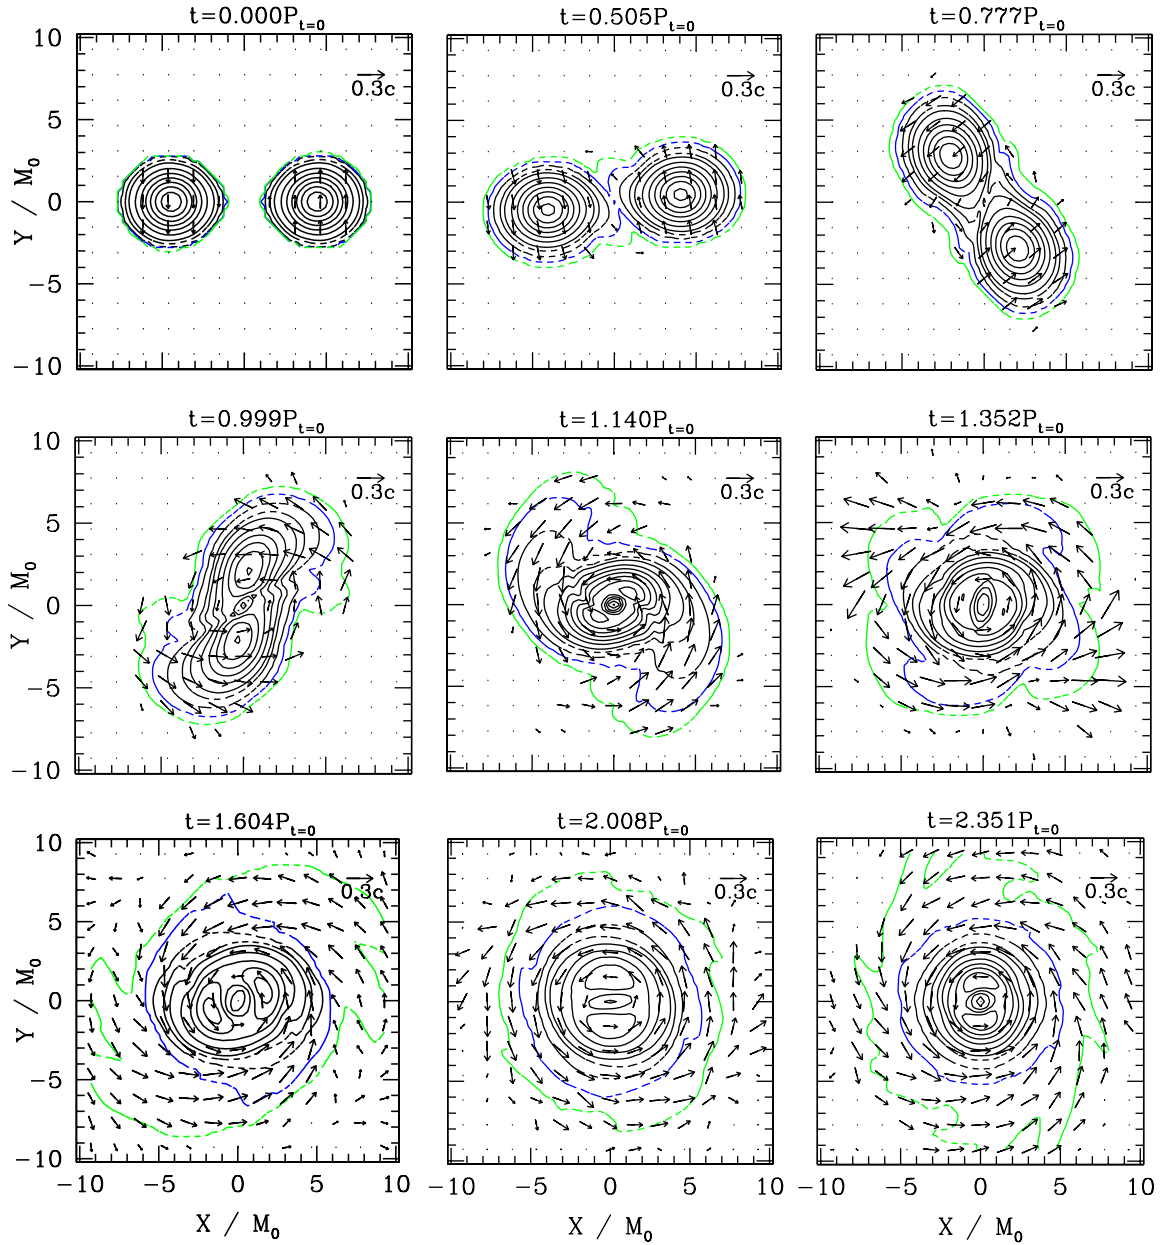 t=0.000P_{t=0} t=0.505P_{t=0} t=0.777P_{t=0}
10
0.3c 0.3c 0.3c
5
Y / M_0
0
−5
−10
t=0.999P_{t=0} t=1.140P_{t=0} t=1.352P_{t=0}
10
0.3c 0.3c 0.3c
5
Y / M_0
0
−5
−10
t=1.604P_{t=0} t=2.008P_{t=0} t=2.351P_{t=0}
10
0.3c 0.3c 0.3c
5
Y / M_0
0
−5
−10
−10 −5 0 5 10 −10 −5 0 5 10 −10 −5 0 5 10
X / M_0 X / M_0 X / M_0